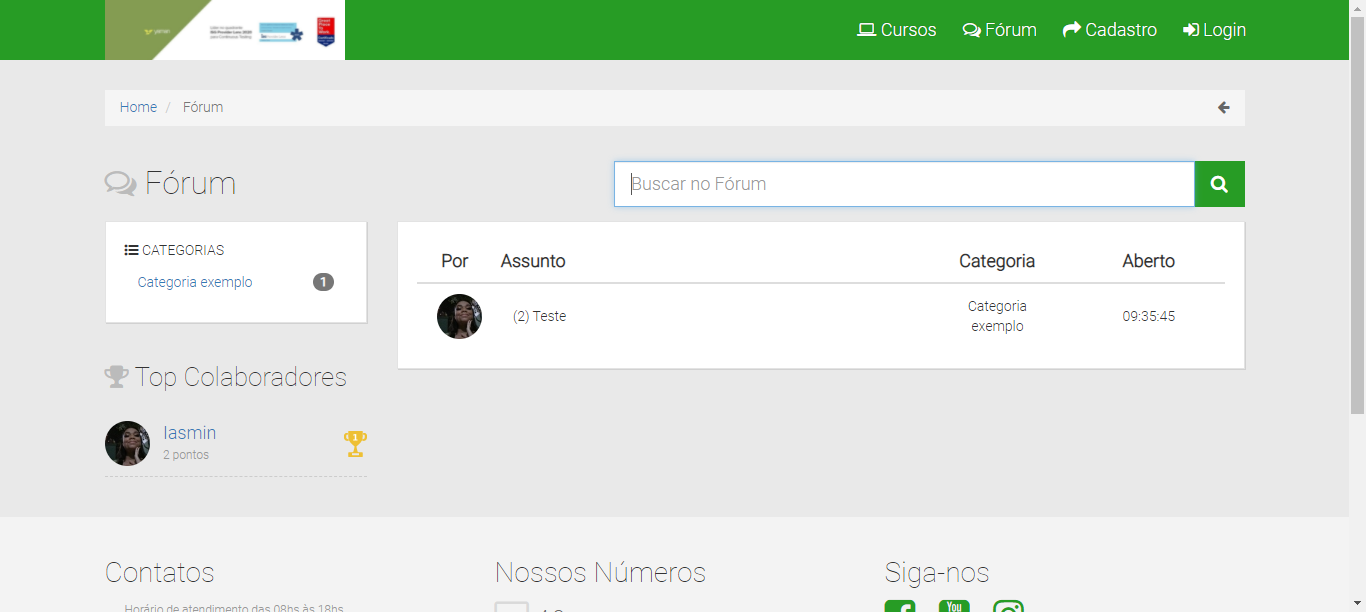 Cursos
Fórum
Cadastro
Login
Home / Fórum
Fórum
Buscar no Fórum
CATEGORIAS
Categoria exemplo 1
Por Assunto Categoria Aberto
(2) Teste
Categoria
exemplo
09:35:45
Top Colaboradores
Iasmin
2 pontos
1
Contatos
Horário de atendimento das 08hs às 18hs
Nossos Números
Siga-nos
You